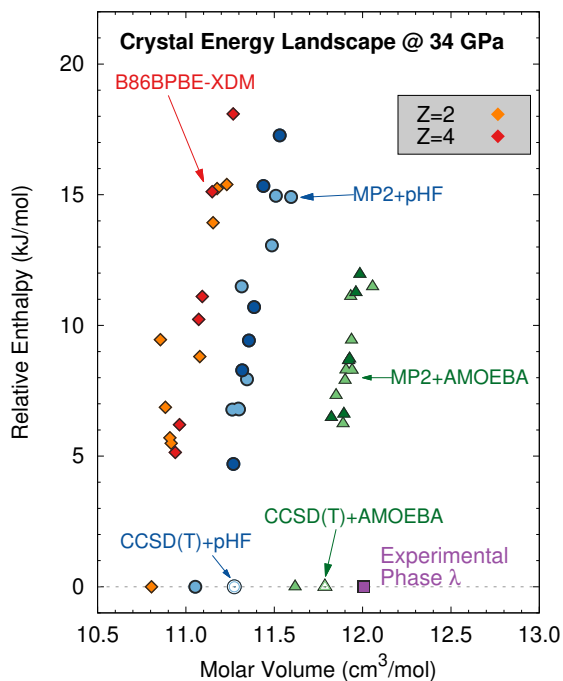 Crystal Energy Landscape @ 34 GPa
B86BPBE-XDM
Z=2
Z=4
MP2+pHF
MP2+AMOEBA
CCSD(T)+AMOEBA
CCSD(T)+pHF
Experimental
Phase λ
Relative Enthalpy (kJ/mol)
20
15
10
5
0
10.5 11.0 11.5 12.0 12.5 13.0
Molar Volume (cm³/mol)